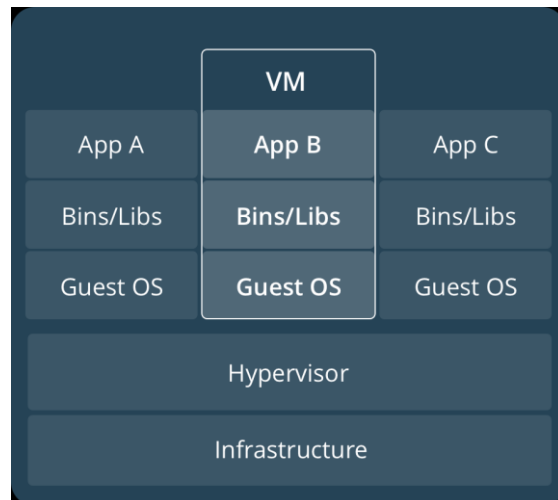 VM
App A App B App C
Bins/Libs Bins/Libs Bins/Libs
Guest OS Guest OS Guest OS
Hypervisor
Infrastructure